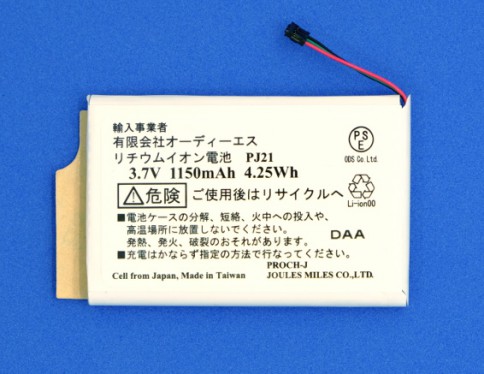 輸入事業者
有限会社オーディーエス
リチウムイオン電池 PJ21
3.7V 1150mAh 4.25Wh
危険 ご使用後はリサイクルへ
■電池ケースの分解、短絡、火中への投入や、
高温場所に放置しないでください。
発熱、発火、破裂のおそれがあります。
■充電はかならず指定の方法で行なってください。
PROCH-J
Cell from Japan, Made in Taiwan JOULES MILES CO.,LTD.
PSE
ODS Co. Ltd.
Li-ion00
DAA